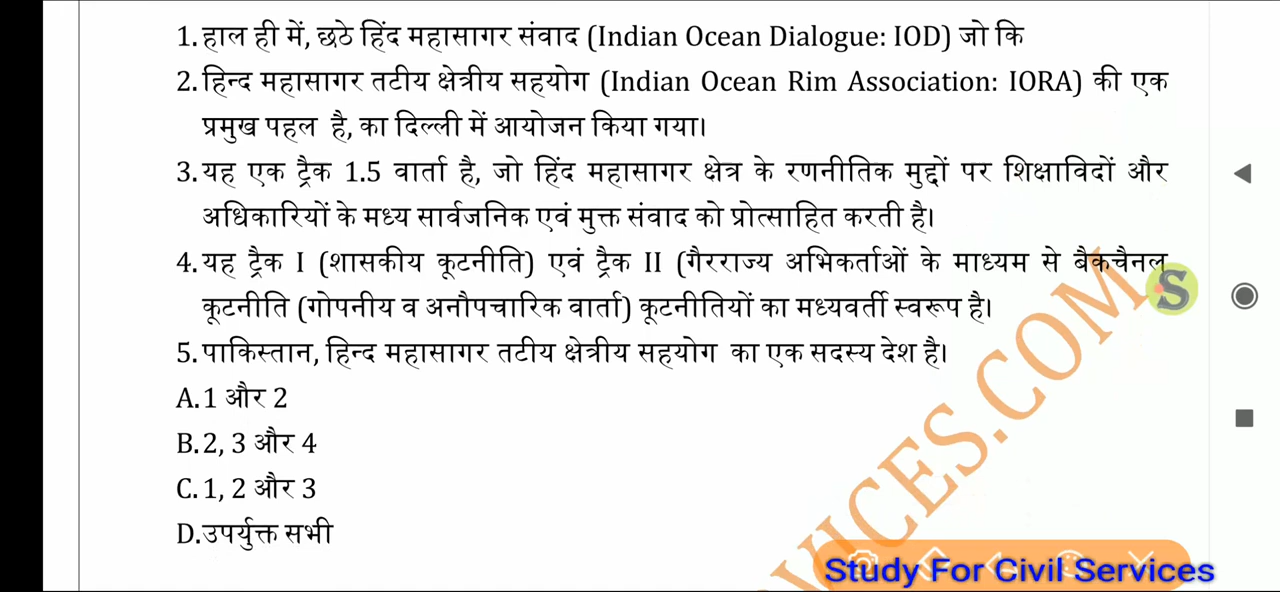 1. हाल ही में, छठे हिंद महासागर संवाद (Indian Ocean Dialogue: IOD) जो कि
2. हिन्द महासागर तटीय क्षेत्रीय सहयोग (Indian Ocean Rim Association: IORA) की एक
प्रमुख पहल है, का दिल्ली में आयोजन किया गया।
3. यह एक ट्रैक 1.5 वार्ता है, जो हिंद महासागर क्षेत्र के रणनीतिक मुद्दों पर शिक्षाविदों और
अधिकारियों के मध्य सार्वजनिक एवं मुक्त संवाद को प्रोत्साहित करती है।
4. यह ट्रैक I (शासकीय कूटनीति) एवं ट्रैक II (गैरराज्य अभिकर्ताओं के माध्यम से बैकचैनल
कूटनीति (गोपनीय व अनौपचारिक वार्ता) कूटनीतियों का मध्यवर्ती स्वरूप है।
5. पाकिस्तान, हिन्द महासागर तटीय क्षेत्रीय सहयोग का एक सदस्य देश है।
A. 1 और 2
B. 2, 3 और 4
C. 1, 2 और 3
D. उपर्युक्त सभी
VICES.COM
S
Study For Civil Services